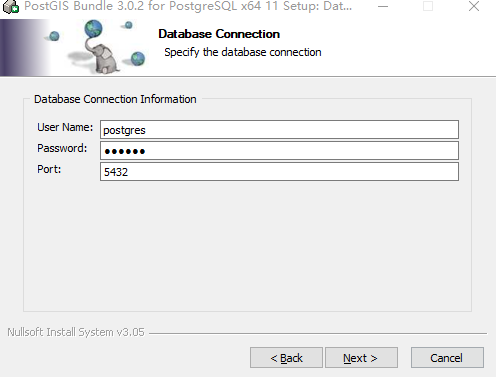 PostGIS Bundle 3.0.2 for PostgreSQL x64 11 Setup: Dat...
Database Connection
Specify the database connection
Database Connection Information
User Name: postgres
Password: ●●●●●●
Port: 5432
Nullsoft Install System v3.05
< Back Next > Cancel